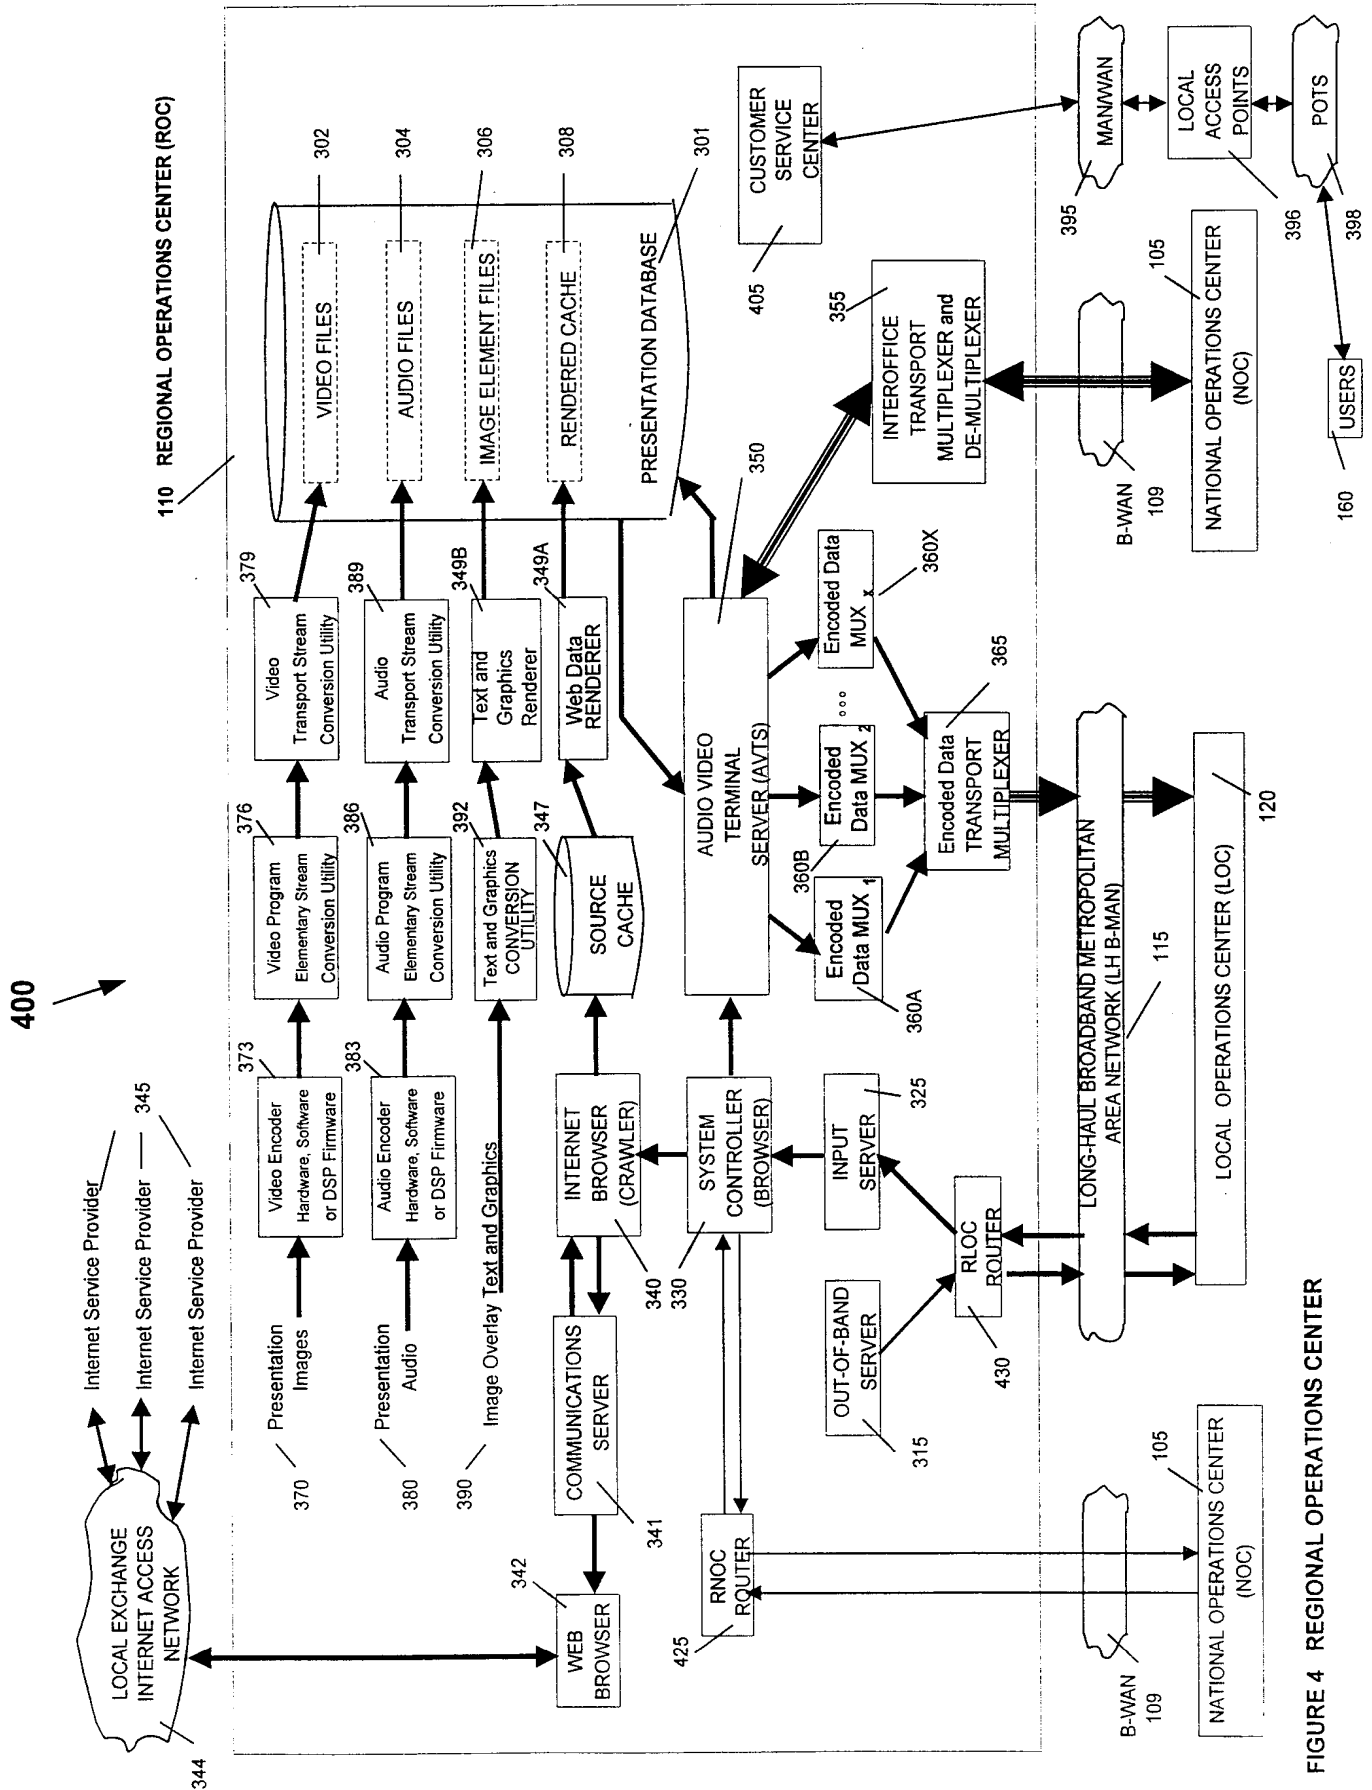 400
110 REGIONAL OPERATIONS CENTER (ROC)
LOCAL EXCHANGE
INTERNET ACCESS
NETWORK
344
Internet Service Provider
Internet Service Provider
Internet Service Provider
345
Presentation
Images
370
Video Encoder
Hardware, Software
or DSP Firmware
373
Video Program
Elementary Stream
Conversion Utility
376
Video
Transport Stream
Conversion Utility
379
VIDEO FILES
302
Presentation
Audio
380
Audio Encoder
Hardware, Software
or DSP Firmware
383
Audio Program
Elementary Stream
Conversion Utility
386
Audio
Transport Stream
Conversion Utility
389
AUDIO FILES
304
390
Image Overlay Text and Graphics
Text and Graphics
CONVERSION
UTILITY
392
Text and
Graphics
Renderer
349B
IMAGE ELEMENT FILES
306
WEB
BROWSER
342
COMMUNICATIONS
SERVER
341
INTERNET
BROWSER
(CRAWLER)
340
SOURCE
CACHE
347
Web Data
RENDERER
349A
RENDERED CACHE
308
PRESENTATION DATABASE
301
RNOC
ROUTER
425
SYSTEM
CONTROLLER
(BROWSER)
330
AUDIO VIDEO
TERMINAL
SERVER (AVTS)
350
CUSTOMER
SERVICE
CENTER
405
OUT-OF-BAND
SERVER
315
INPUT
SERVER
325
Encoded
Data MUX 1
360A
Encoded
Data MUX 2
360B
...
Encoded Data
MUX x
360X
INTEROFFICE
TRANSPORT
MULTIPLEXER and
DE-MULTIPLEXER
355
RLOC
ROUTER
430
Encoded Data
TRANSPORT
MULTIPLEXER
365
B-WAN
109
LONG-HAUL BROADBAND METROPOLITAN
AREA NETWORK (LH B-MAN)
115
B-WAN
109
MAN/WAN
395
LOCAL
ACCESS
POINTS
396
NATIONAL OPERATIONS CENTER
(NOC)
105
LOCAL OPERATIONS CENTER (LOC)
120
NATIONAL OPERATIONS CENTER
(NOC)
105
POTS
398
USERS
160
FIGURE 4 REGIONAL OPERATIONS CENTER